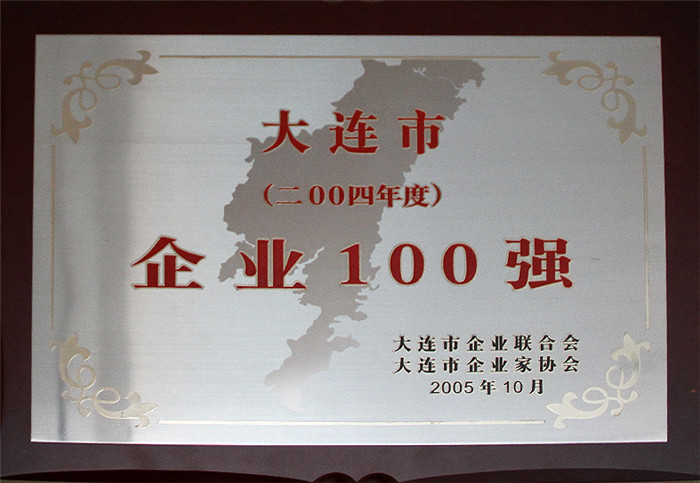 大连市
（二00四年度）
企业100强
大连市企业联合会
大连市企业家协会
2005年10月